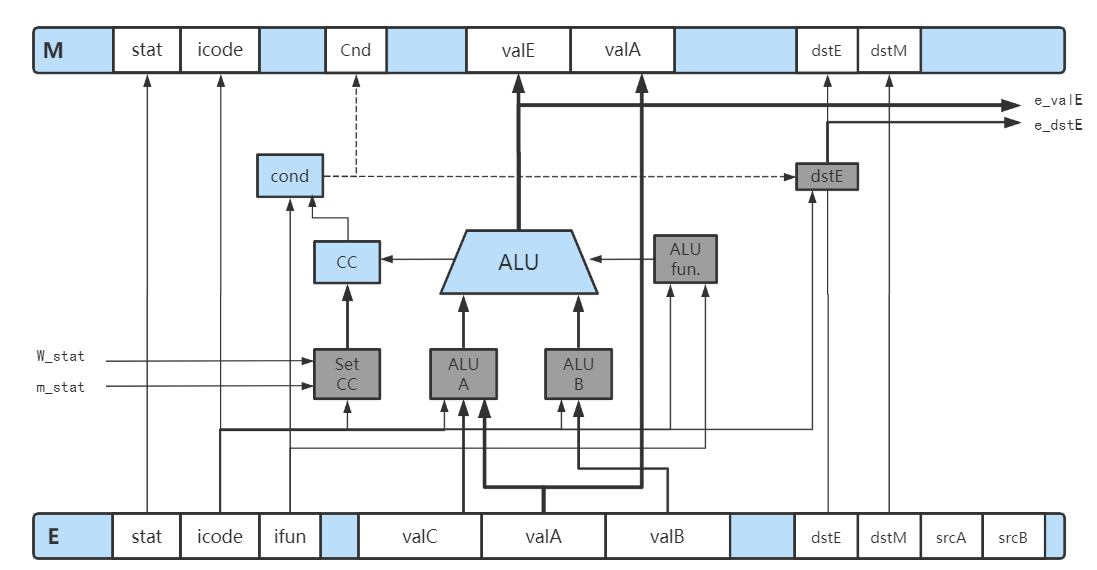 M stat icode Cnd valE valA dstE dstM
e_valE
e_dstE
cond dstE
CC ALU ALU
fun.
W_stat
m_stat
Set
CC
ALU
A
ALU
B
E stat icode ifun valC valA valB dstE dstM srcA srcB